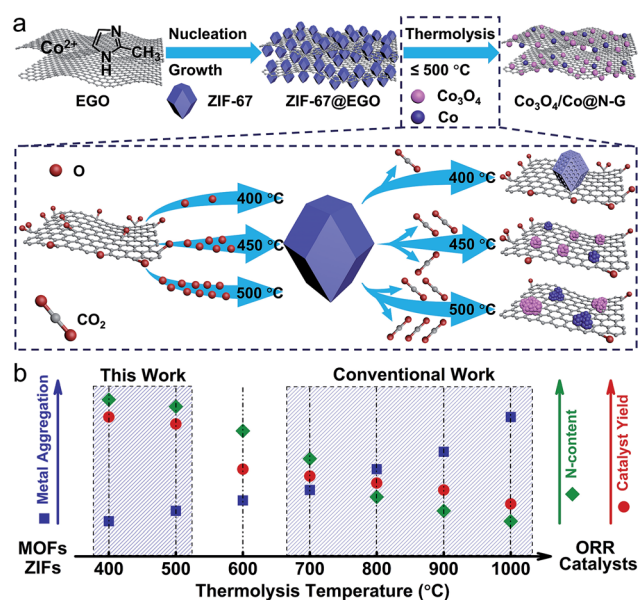 a
Co2+
N
N
H
CH3
EGO
Nucleation
Growth
ZIF-67
ZIF-67@EGO
Thermolysis
≤ 500 °C
Co3O4
Co
Co3O4/Co@N-G
O
400 °C
450 °C
500 °C
CO2
400 °C
450 °C
500 °C
b
This Work
Conventional Work
Metal Aggregation
N-content
Catalyst Yield
MOFs
ZIFs
ORR
Catalysts
400 500 600 700 800 900 1000
Thermolysis Temperature (°C)